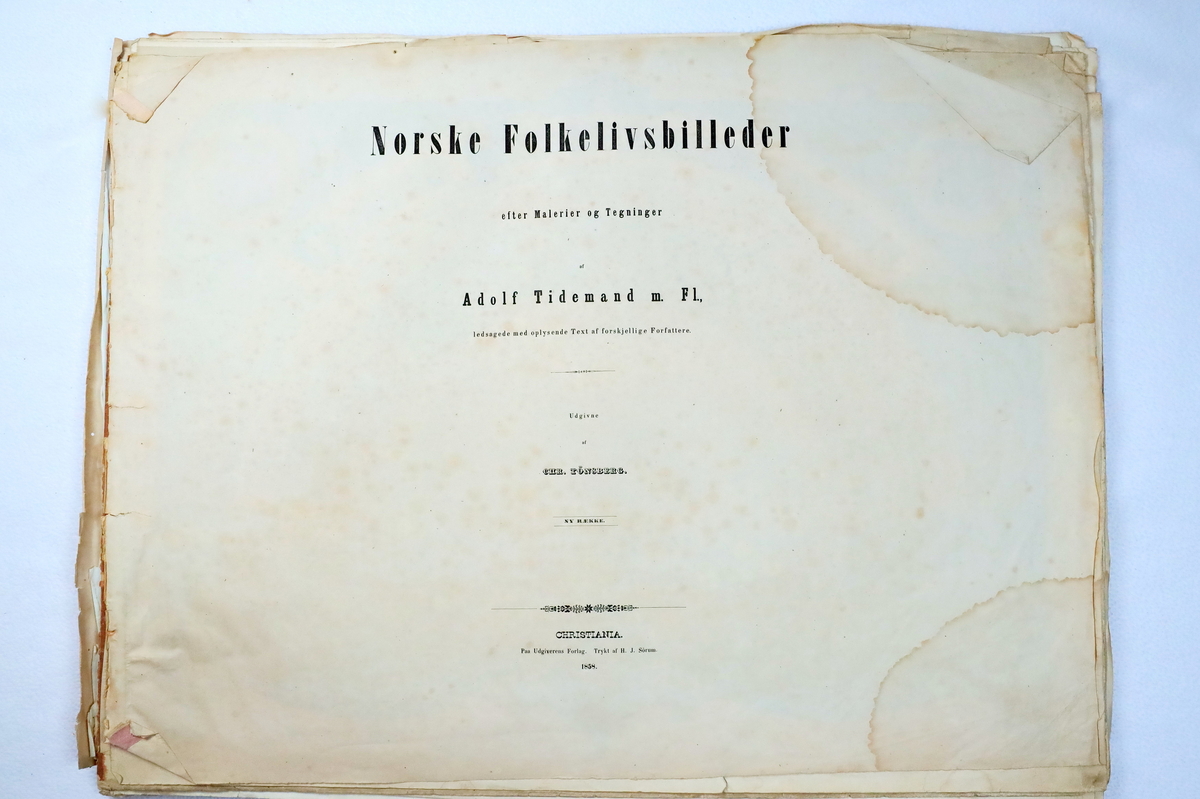 Norske Folkelivsbilleder
efter Malerier og Tegninger
af
Adolf Tidemand m. Fl.,
ledsagede med oplysende Text af forskjellige Forfattere.
Udgivne
af
CHR. TÖNSBERG.
NY RÆKKE.
CHRISTIANIA.
Paa Udgiverens Forlag. Trykt af H. J. Sörum.
1858.